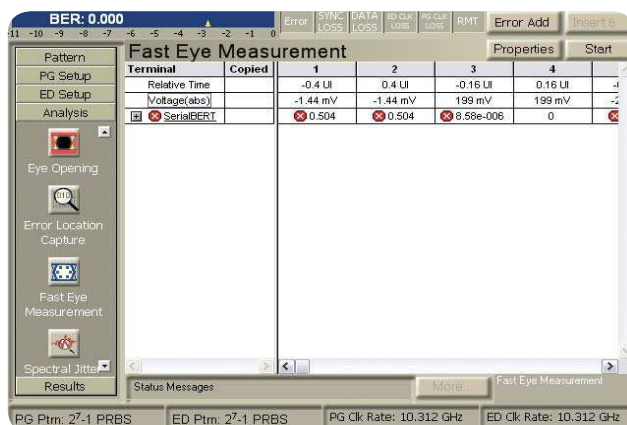 BER: 0.000
-11 -10 -9 -8 -7 -6 -5 -4 -3 -2 -1 0
Error SYNC LOSS DATA LOSS ED CLK LOSS PG CLK LOSS RMT Error Add Insert B
Fast Eye Measurement Properties Start
Pattern
PG Setup
ED Setup
Analysis
Eye Opening
Error Location
Capture
Fast Eye
Measurement
Spectral Jitte
Results
Terminal Copied 1 2 3 4
Relative Time -0.4 UI 0.4 UI -0.16 UI 0.16 UI
Voltage(abs) -1.44 mV -1.44 mV 199 mV 199 mV
SerialBERT 0.504 0.504 8.58e-006 0
Status Messages More... Fast Eye Measurement
PG Ptrn: 2⁷-1 PRBS ED Ptrn: 2⁷-1 PRBS PG Clk Rate: 10.312 GHz ED Clk Rate: 10.312 GHz